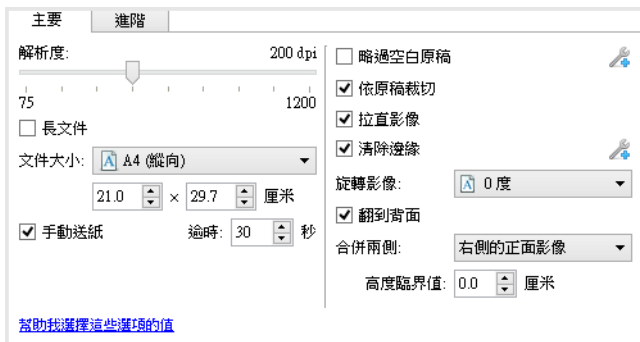 主要 進階
解析度: 200 dpi
75 1200
長文件
文件大小: A4 (縱向)
21.0 × 29.7 厘米
手動送紙 逾時: 30 秒
幫助我選擇這些選項的值
略過空白原稿
依原稿裁切
拉直影像
清除邊緣
旋轉影像: 0 度
翻到背面
合併兩側: 右側的正面影像
高度臨界值: 0.0 厘米